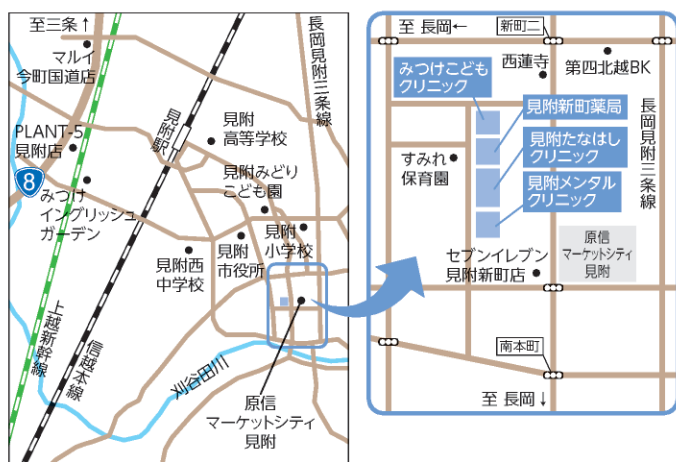 至三条↑
マルイ
今町国道店
長岡見附三条線
見附駅
見附
高等学校
PLANT-5
見附店
8
見附みどり
こども園
みつけ
イングリッシュ
ガーデン
見附
小学校
見附西
中学校
見附
市役所
上越新幹線
信越本線
刈谷田川
原信
マーケットシティ
見附
至 長岡←
新町二
西蓮寺
第四北越BK
みつけこども
クリニック
見附新町薬局
長岡見附三条線
すみれ
保育園
見附たなはし
クリニック
見附メンタル
クリニック
原信
マーケットシティ
見附
セブンイレブン
見附新町店
南本町
至 長岡↓